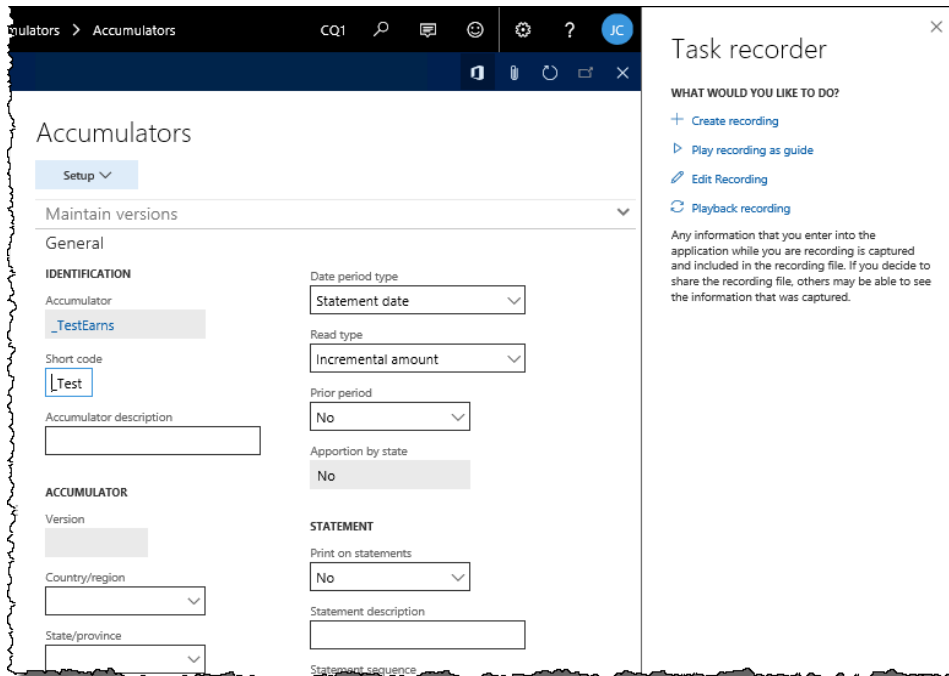 mulators > Accumulators
CQ1
?
JC
Accumulators
Setup
Maintain versions
General
IDENTIFICATION
Accumulator
_TestEarns
Short code
_Test
Accumulator description
ACCUMULATOR
Version
Country/region
State/province
Date period type
Statement date
Read type
Incremental amount
Prior period
No
Apportion by state
No
STATEMENT
Print on statements
No
Statement description
Statement sequence
Task recorder
WHAT WOULD YOU LIKE TO DO?
Create recording
Play recording as guide
Edit Recording
Playback recording
Any information that you enter into the
application while you are recording is captured
and included in the recording file. If you decide to
share the recording file, others may be able to see
the information that was captured.